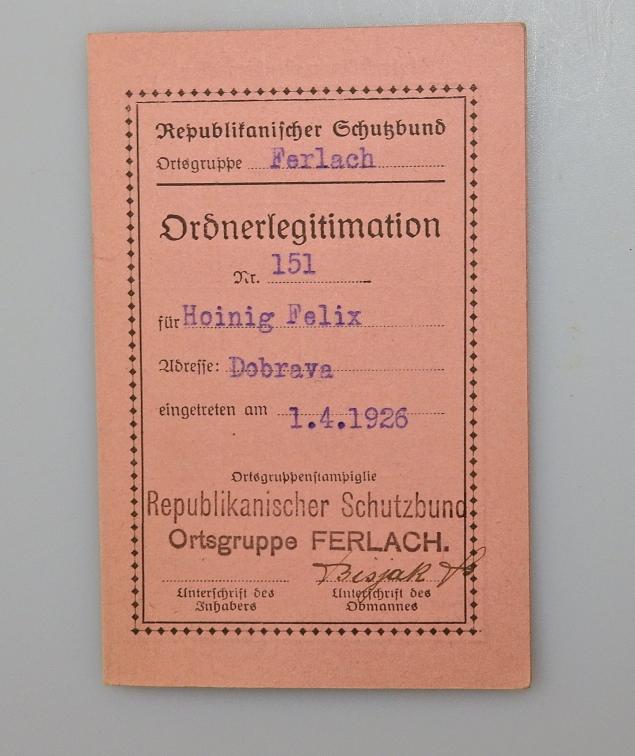 Republikanischer Schutzbund
Ortsgruppe Ferlach
Ordnerlegitimation
Nr. 151
für Hoinig Felix
Adresse: Dobrava
eingetreten am 1.4.1926
Ortsgruppenstampiglie
Republikanischer Schutzbund
Ortsgruppe FERLACH.
Bisjak
Unterschrift des Inhabers
Unterschrift des Obmannes